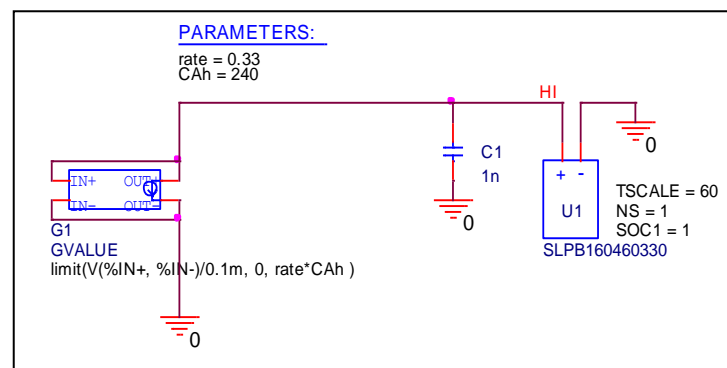 PARAMETERS:
rate = 0.33
CAh = 240
HI
0
C1
1n
0
+ -
U1
TSCALE = 60
NS = 1
SOC1 = 1
SLPB160460330
IN+ OUT+
IN- OUT-
G1
GVALUE
limit(V(%IN+, %IN-)/0.1m, 0, rate*CAh )
0